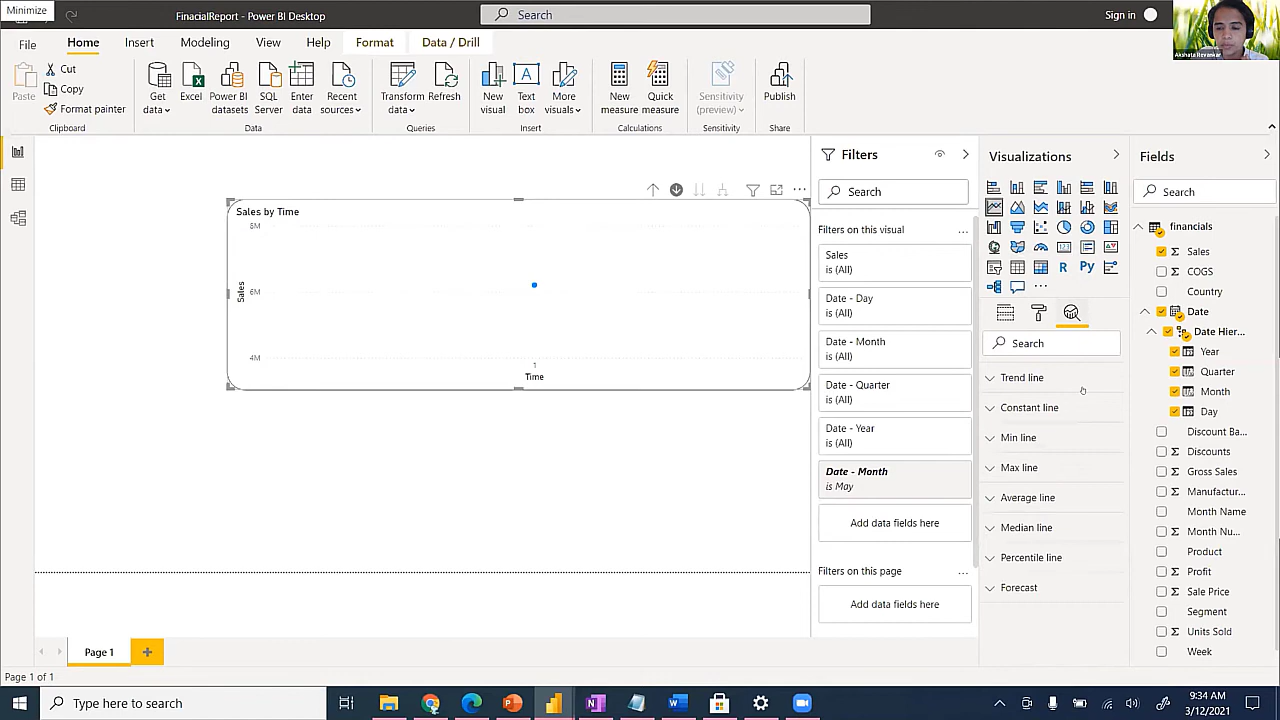 Minimize
FinacialReport - Power BI Desktop
Search
Sign in
Akshata Revankar
File
Home
Insert
Modeling
View
Help
Format
Data / Drill
Paste
Cut
Copy
Format painter
Clipboard
Get data
Excel
Power BI datasets
SQL Server
Enter data
Recent sources
Data
Transform data
Refresh
Queries
New visual
Text box
More visuals
Insert
New measure
Quick measure
Calculations
Sensitivity (preview)
Sensitivity
Publish
Share
Sales by Time
8M
6M
4M
Sales
1
Time
Filters
Search
Filters on this visual
Sales
is (All)
Date - Day
is (All)
Date - Month
is (All)
Date - Quarter
is (All)
Date - Year
is (All)
Date - Month
is May
Add data fields here
Filters on this page
Add data fields here
Visualizations
R
Py
Search
Trend line
Constant line
Min line
Max line
Average line
Median line
Percentile line
Forecast
Fields
Search
financials
Sales
COGS
Country
Date
Date Hier...
Year
Quarter
Month
Day
Discount Ba...
Discounts
Gross Sales
Manufactur...
Month Name
Month Nu...
Product
Profit
Sale Price
Segment
Units Sold
Week
Page 1
Page 1 of 1
Type here to search
9:34 AM
3/12/2021